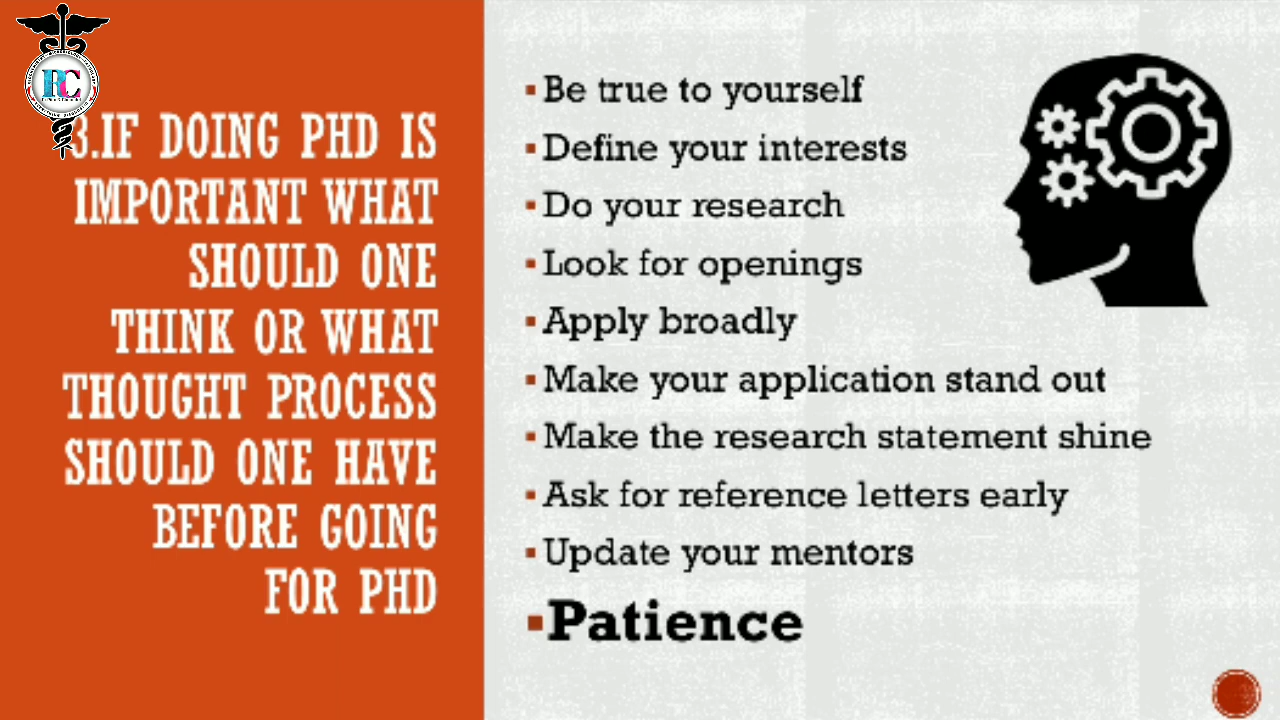 RC
3.IF DOING PHD IS
IMPORTANT WHAT
SHOULD ONE
THINK OR WHAT
THOUGHT PROCESS
SHOULD ONE HAVE
BEFORE GOING
FOR PHD
Be true to yourself
Define your interests
Do your research
Look for openings
Apply broadly
Make your application stand out
Make the research statement shine
Ask for reference letters early
Update your mentors
Patience